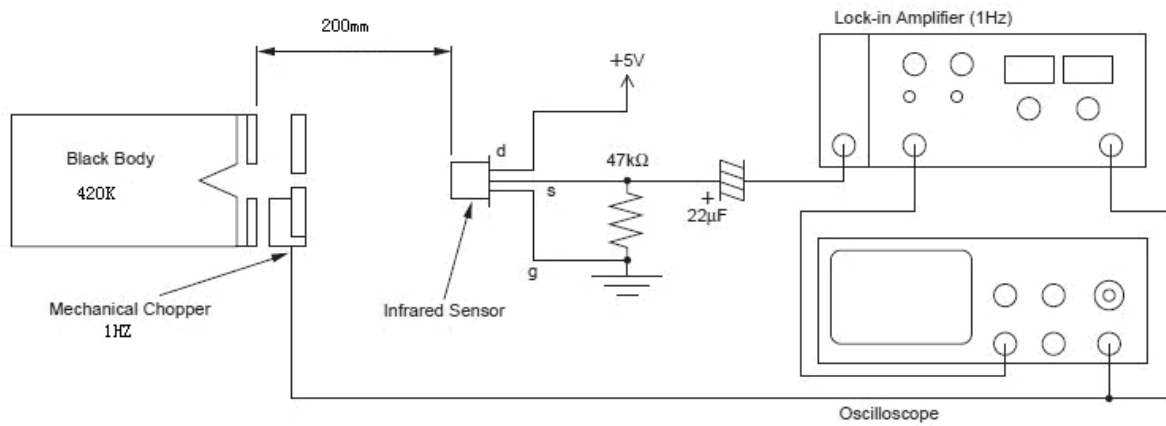 Lock-in Amplifier (1Hz)
200mm
+5V
Black Body
420K
d
47kΩ
s
+
22μF
g
Mechanical Chopper
1HZ
Infrared Sensor
Oscilloscope